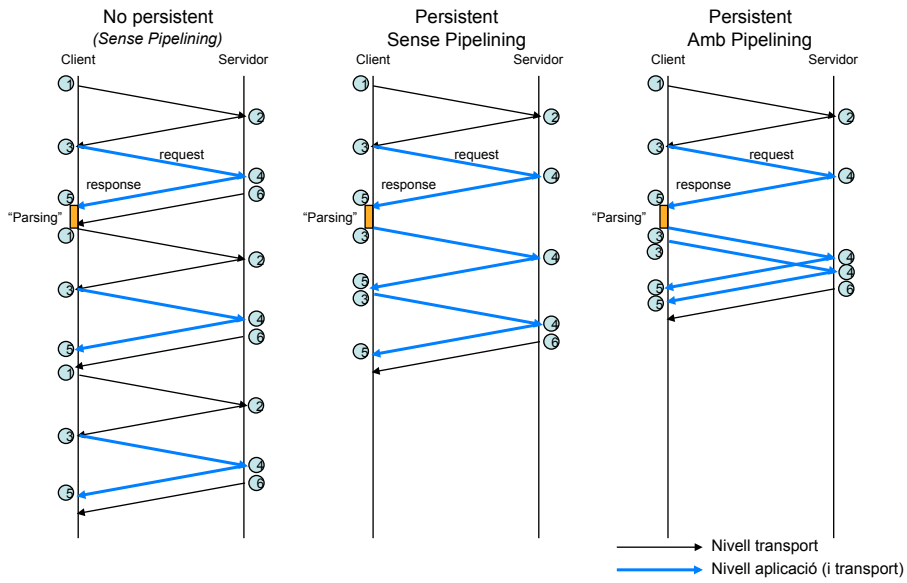 No persistent
(Sense Pipelining)
Client
Servidor
1
2
3
request
4
response
5
6
"Parsing"
1
2
3
4
6
5
1
2
3
4
6
5
Persistent
Sense Pipelining
Client
Servidor
1
2
3
request
4
response
5
"Parsing"
3
4
5
3
4
6
5
Persistent
Amb Pipelining
Client
Servidor
1
2
3
request
4
response
5
"Parsing"
3
3
4
4
5
6
5
Nivell transport
Nivell aplicació (i transport)